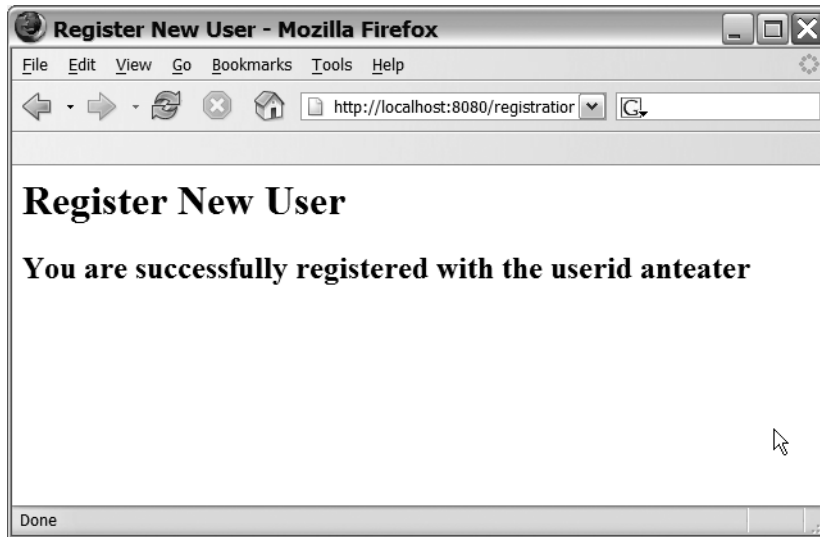 Register New User - Mozilla Firefox
File Edit View Go Bookmarks Tools Help
http://localhost:8080/registration G,
Register New User
You are successfully registered with the userid anteater
Done